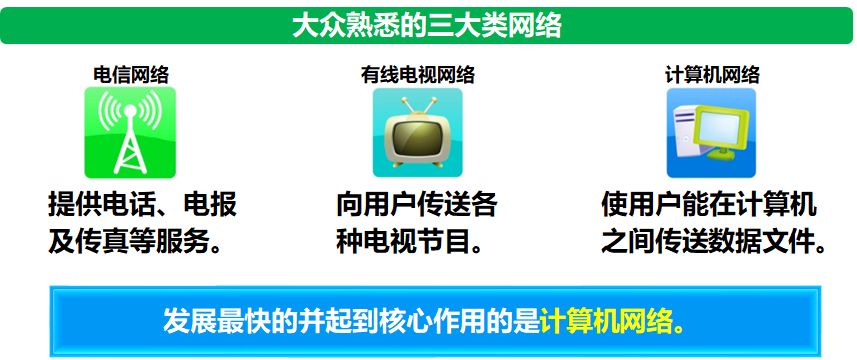 大众熟悉的三大类网络
电信网络
有线电视网络
计算机网络
提供电话、电报
及传真等服务。
向用户传送各
种电视节目。
使用户能在计算机
之间传送数据文件。
发展最快的并起到核心作用的是计算机网络。